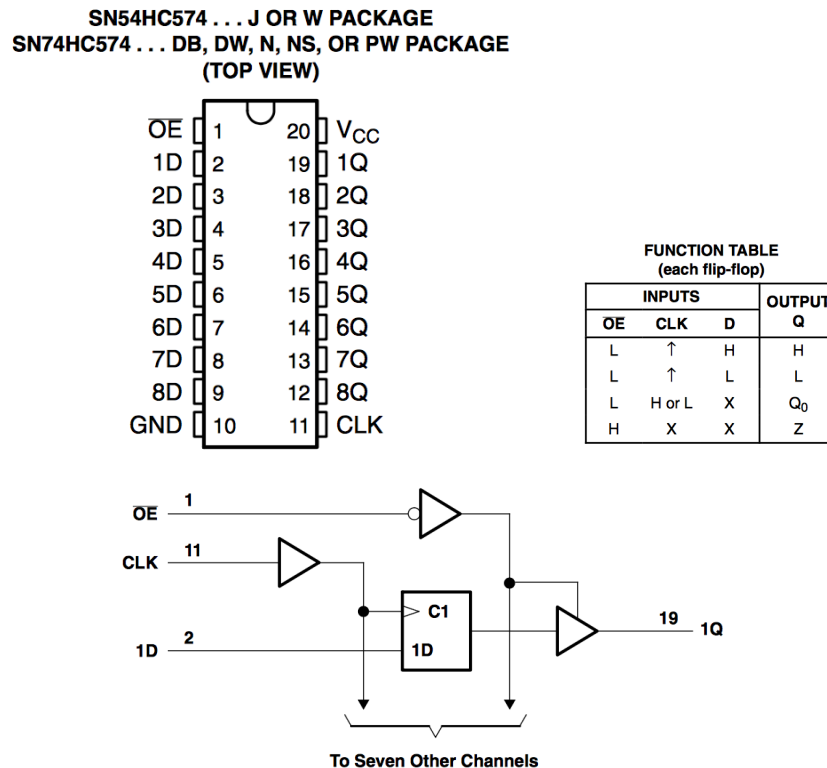 SN54HC574 . . . J OR W PACKAGE
SN74HC574 . . . DB, DW, N, NS, OR PW PACKAGE
(TOP VIEW)
O̅E̅ 1 20 VCC
1D 2 19 1Q
2D 3 18 2Q
3D 4 17 3Q
4D 5 16 4Q
5D 6 15 5Q
6D 7 14 6Q
7D 8 13 7Q
8D 9 12 8Q
GND 10 11 CLK
FUNCTION TABLE
(each flip-flop)
INPUTS OUTPUT
O̅E̅ CLK D Q
L ↑ H H
L ↑ L L
L H or L X Q0
H X X Z
O̅E̅ 1
CLK 11
C1
1D 2 1D 19 1Q
To Seven Other Channels